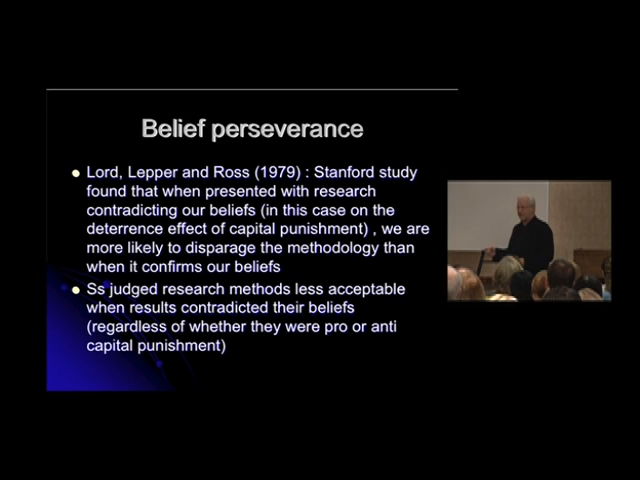 Belief perseverance
Lord, Lepper and Ross (1979) : Stanford study
found that when presented with research
contradicting our beliefs (in this case on the
deterrence effect of capital punishment) , we are
more likely to disparage the methodology than
when it confirms our beliefs
Ss judged research methods less acceptable
when results contradicted their beliefs
(regardless of whether they were pro or anti
capital punishment)